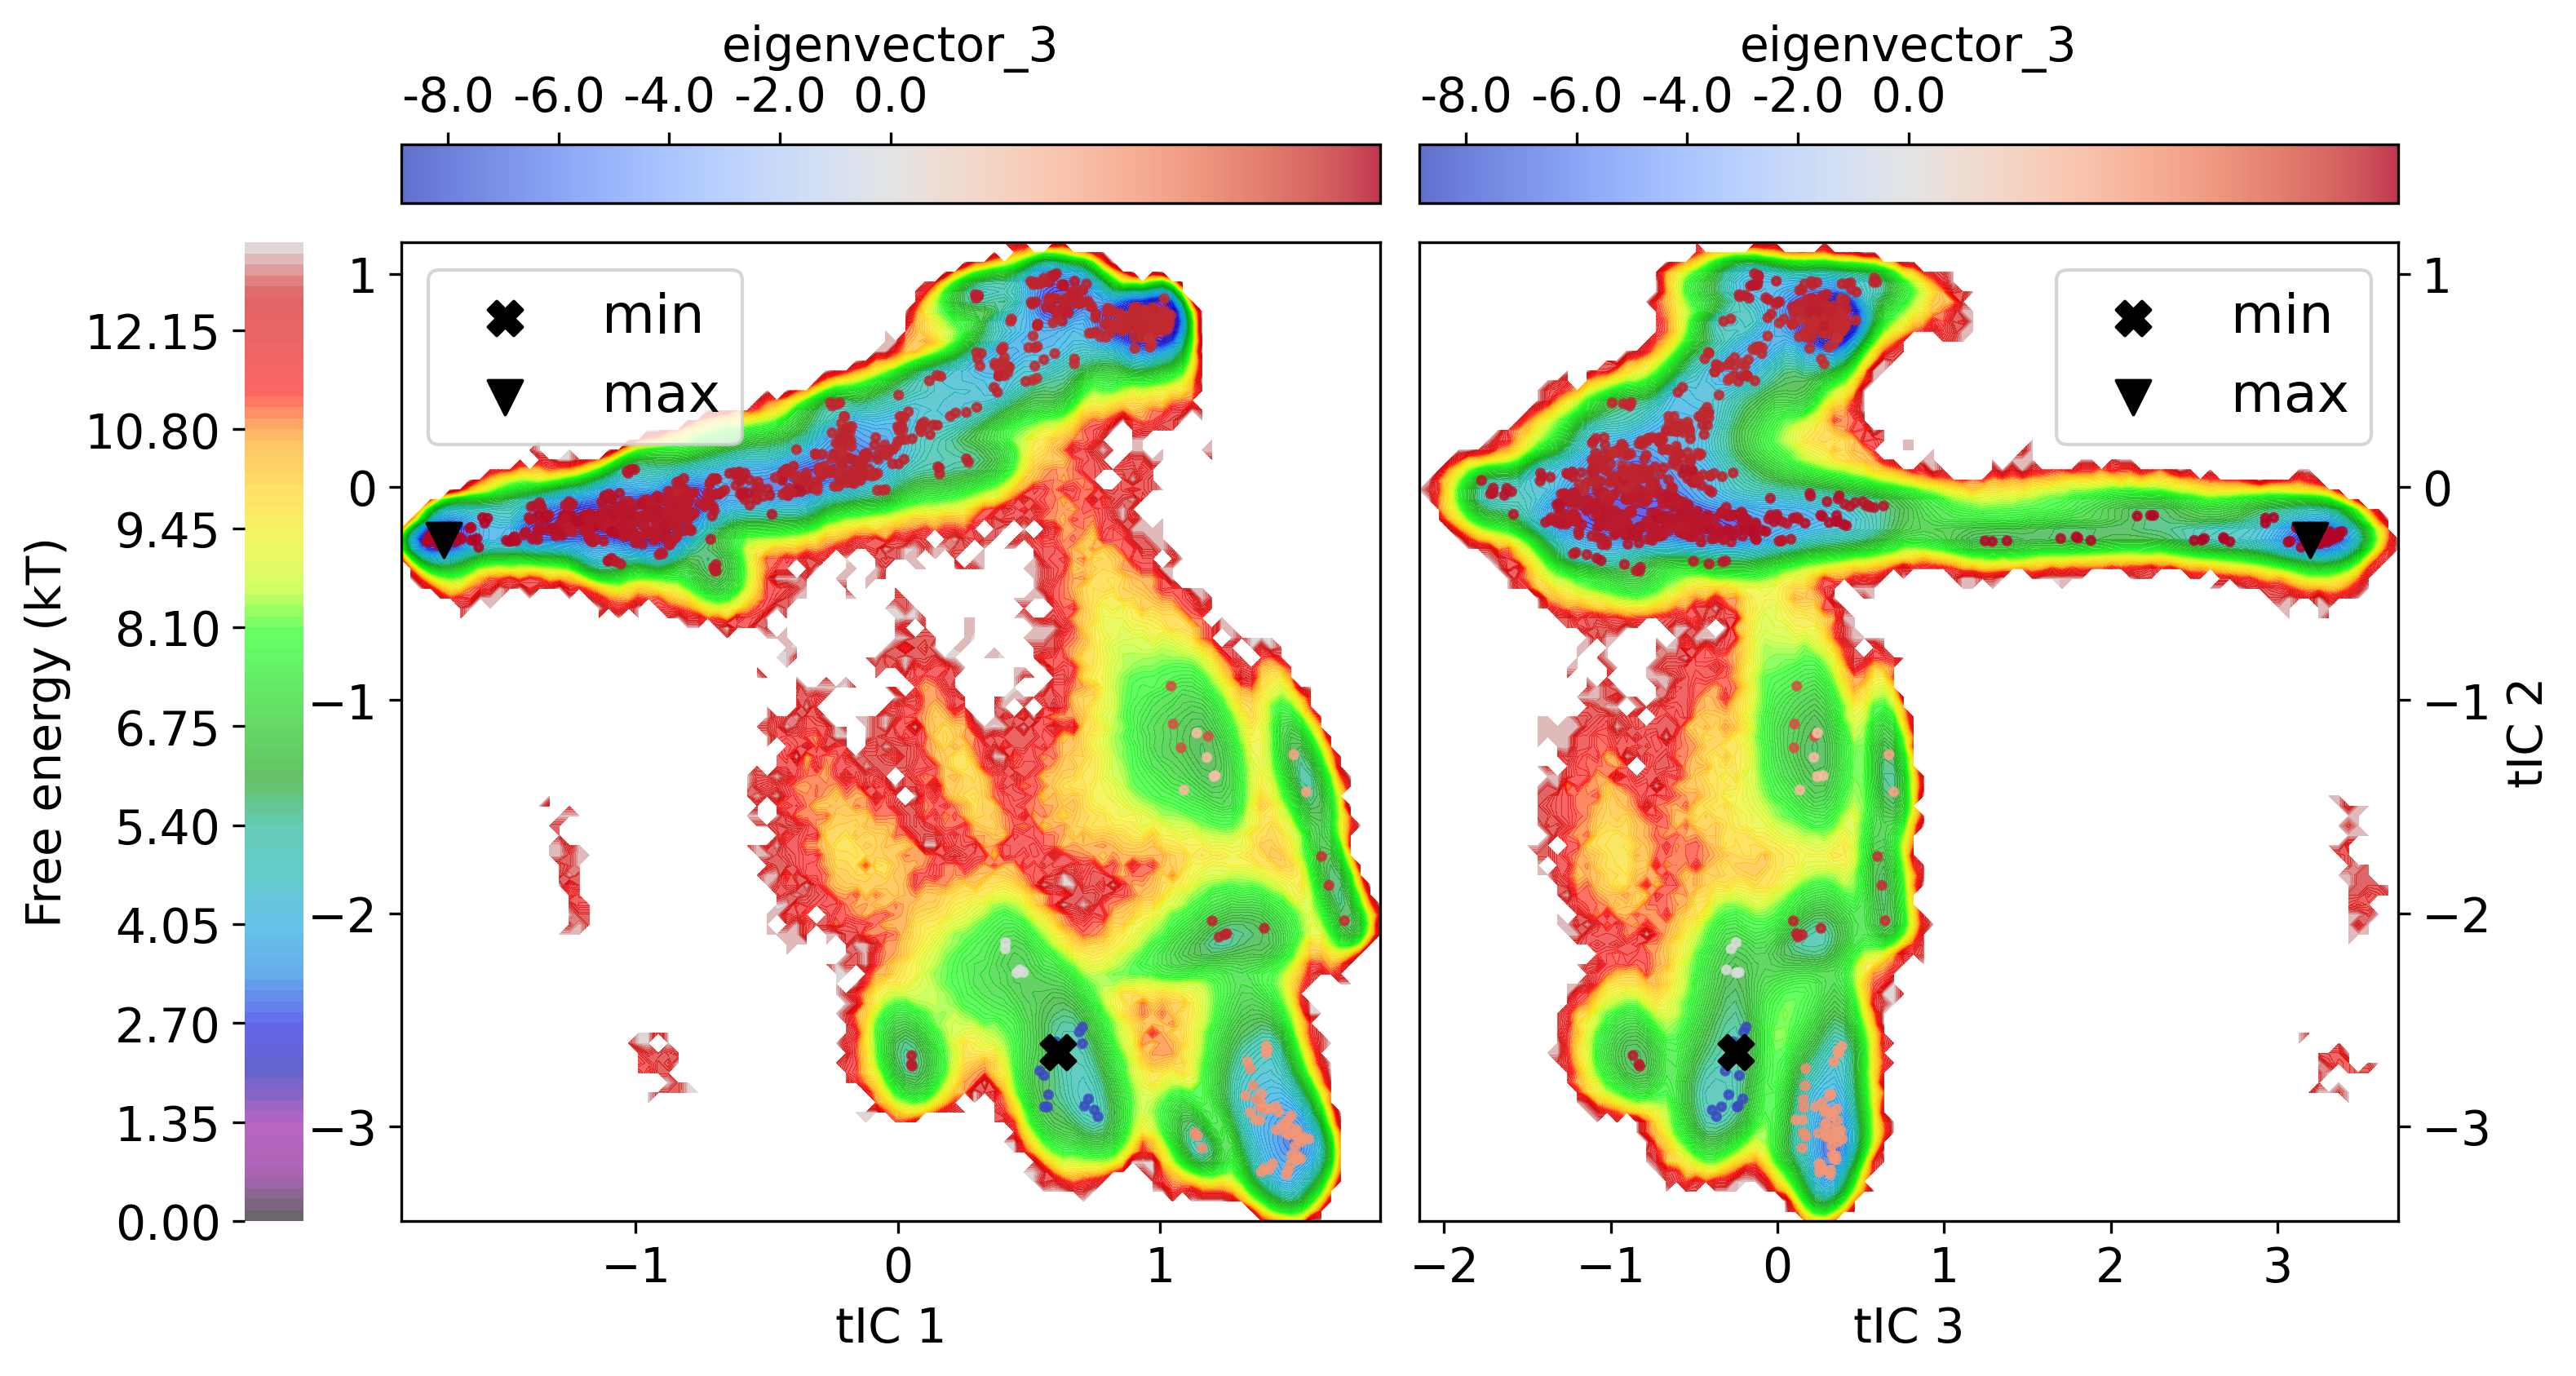 eigenvector_3
-8.0 -6.0 -4.0 -2.0 0.0
eigenvector_3
-8.0 -6.0 -4.0 -2.0 0.0
Free energy (kT)
12.15
10.80
9.45
8.10
6.75
5.40
4.05
2.70
1.35
0.00
1
0
−1
−2
−3
min
max
−1 0 1
tIC 1
min
max
−2 −1 0 1 2 3
tIC 3
1
0
−1
−2
−3
tIC 2